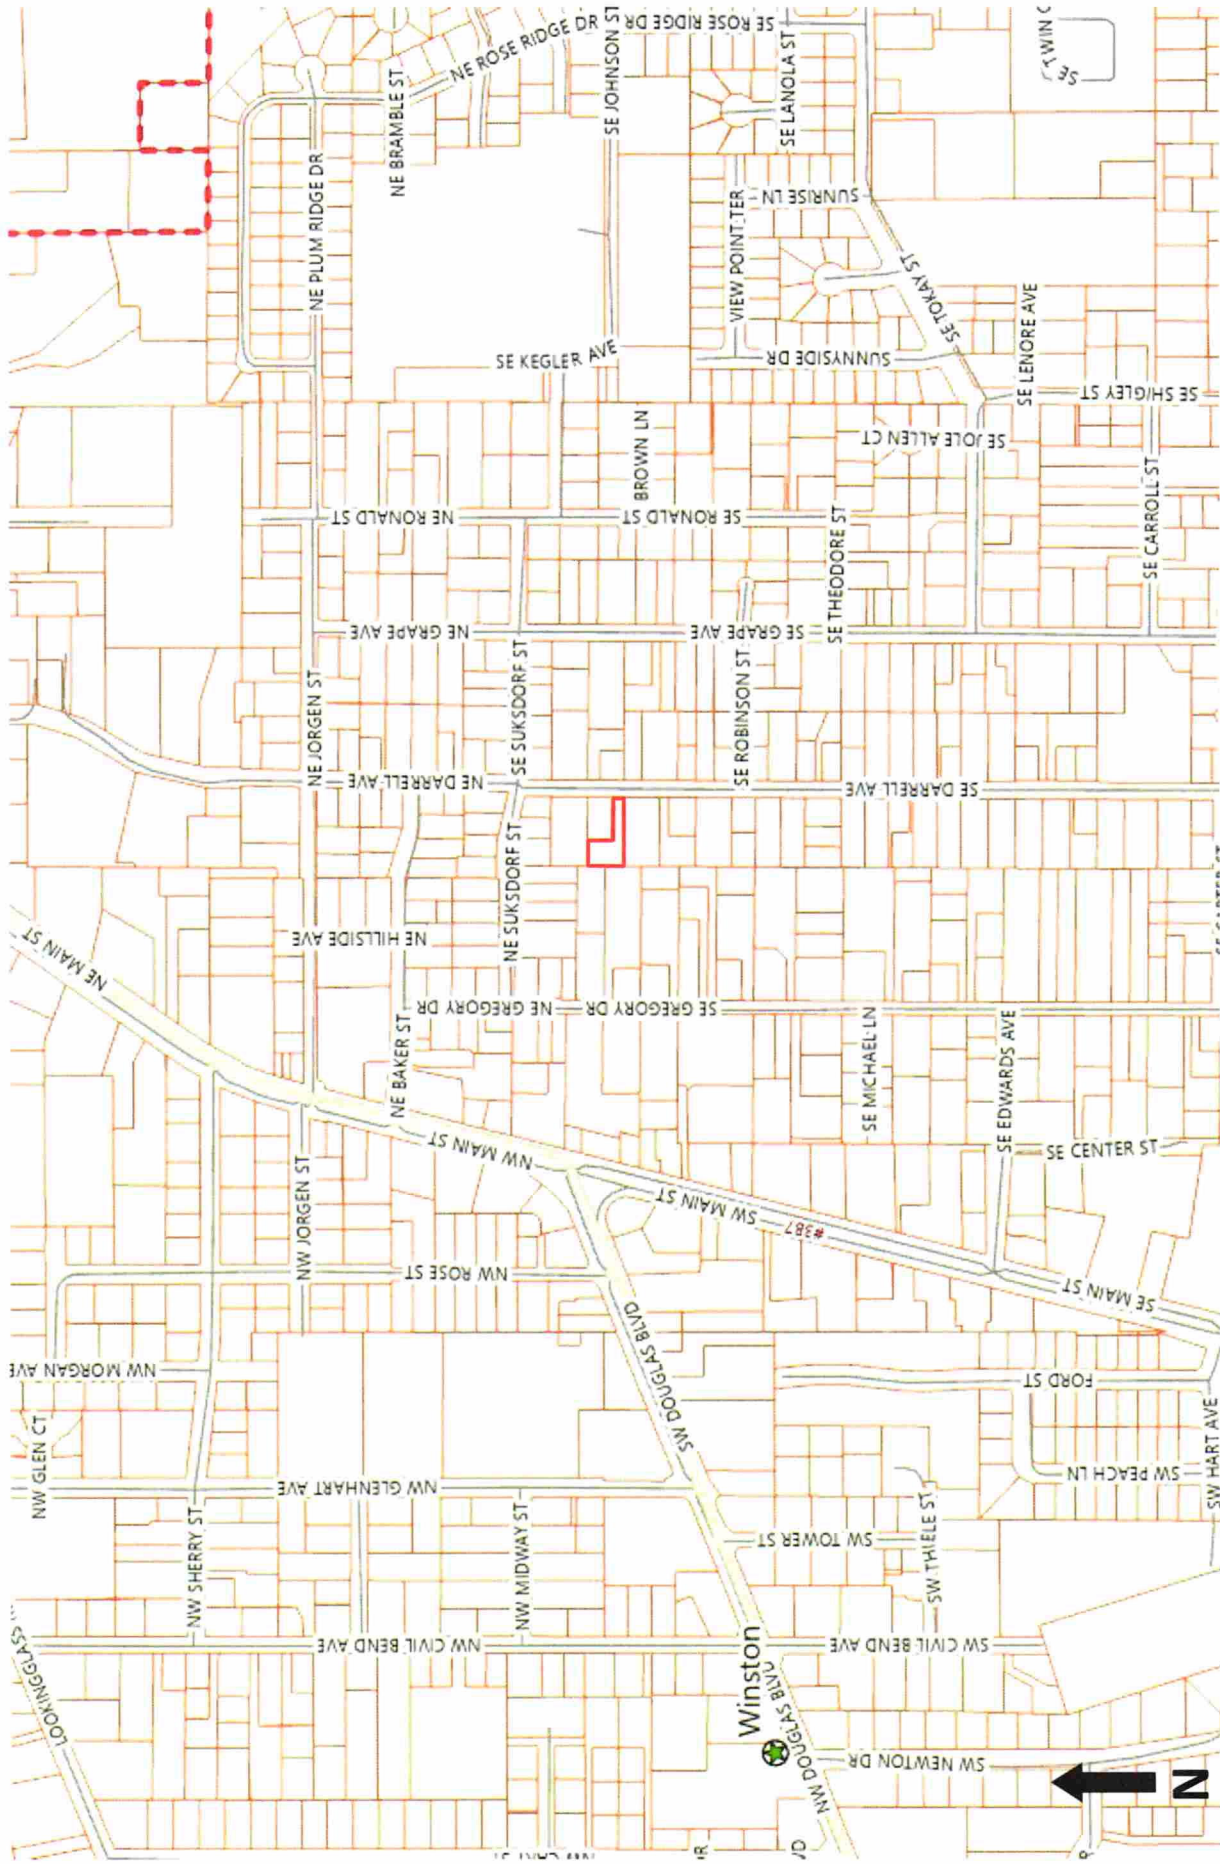 SE ROSE RIDGE DR
SE JOHNSON ST
NE ROSE RIDGE DR
SE LANOLA ST
SE
NE BRAMBLE ST
NE PLUM RIDGE DR
SUNRISE LN
VIEW POINT TER
SE TOKAY ST
SE LENORE AVE
SE KEGLER AVE
SUNNYSIDE DR
SE SHIGLEY ST
SE JOLE ALLEN CT
BROWN LN
NE RONALD ST
SE RONALD ST
SE THEODORE ST
SE CARROLL ST
NE GRAPE AVE
SE GRAPE AVE
NE JORGEN ST
SE SUKSDORF ST
SE ROBINSON ST
NE DARRELL AVE
SE DARRELL AVE
NE SUKSDORF ST
NE HILLSIDE AVE
NE MAIN ST
NE GREGORY DR
NE GREGORY DR
SE GREGORY DR
NE BAKER ST
SE MICHAEL LN
SE EDWARDS AVE
SE CENTER ST
NW MAIN ST
SW MAIN ST
#387
NW JORGEN ST
NW ROSE ST
SE MAIN ST
SW DOUGLAS BLVD
SW DOUGLAS BLVD
NW MORGAN AVE
FORD ST
NW GLEN CT
SW HART AVE
SW PEACH LN
NW GLENHART AVE
NW SHERRY ST
NW MIDWAY ST
SW TOWER ST
SW THIELE ST
NW CIVIL BEND AVE
SW CIVIL BEND AVE
LOOKINGGLASS
Winston
NW DOUGLAS BLVD
SW NEWTON DR
N